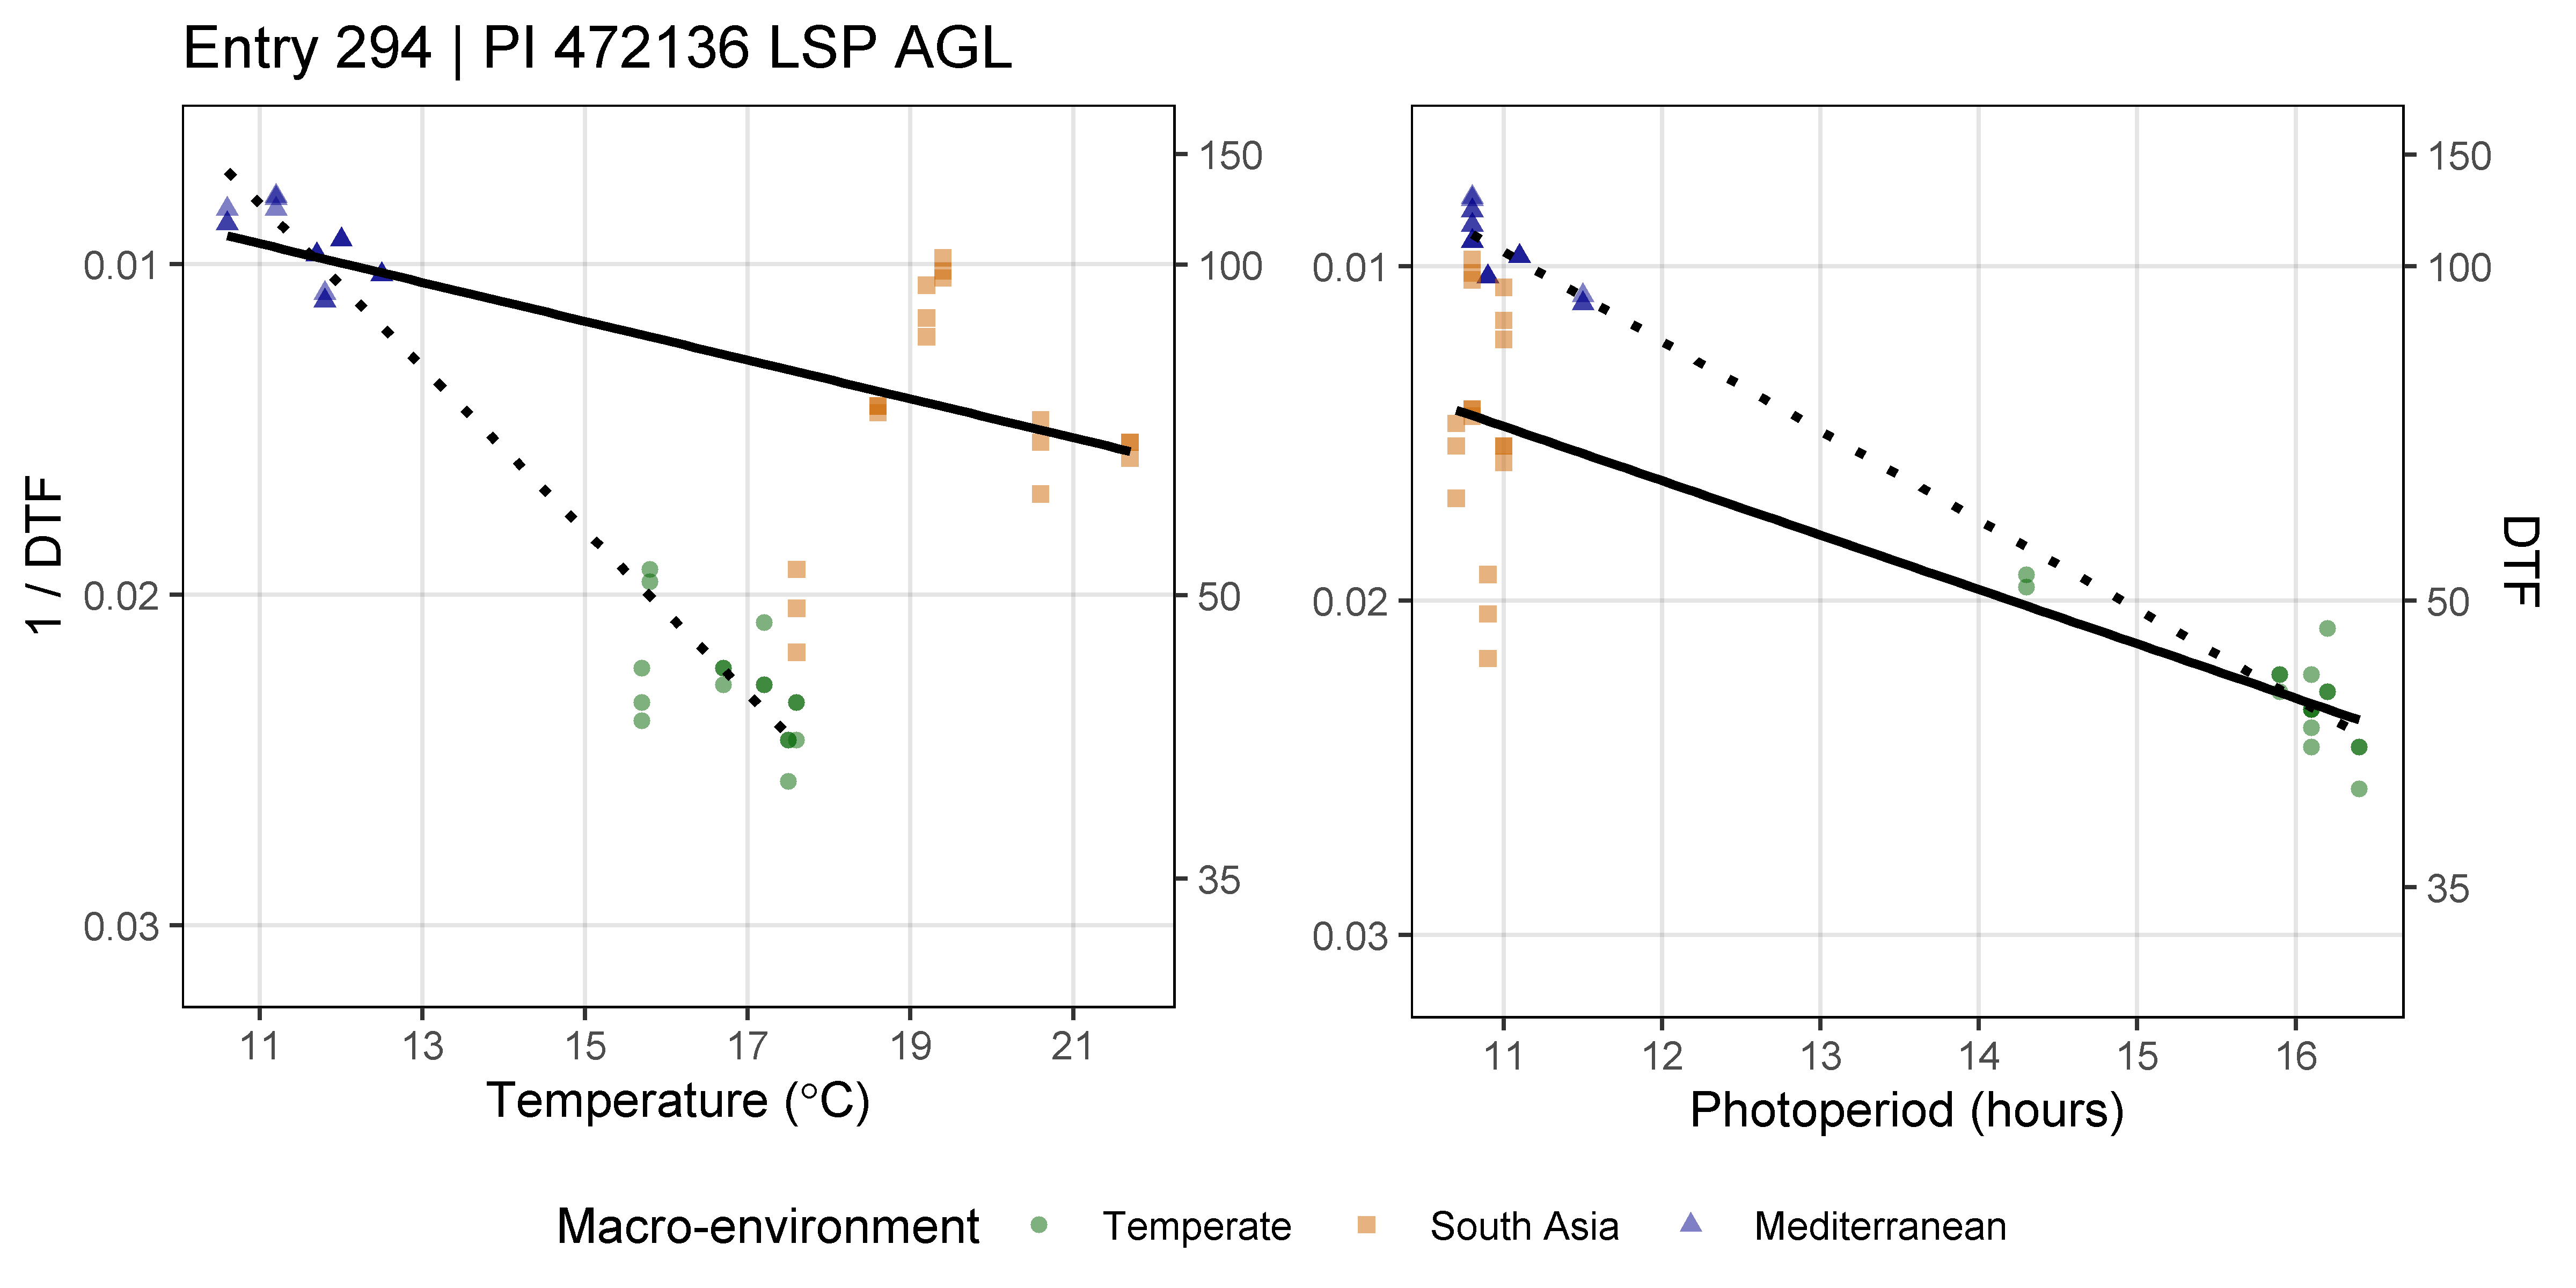 Entry 294 | PI 472136 LSP AGL
1 / DTF
0.01
0.02
0.03
150
100
50
35
11 13 15 17 19 21
Temperature (°C)
0.01
0.02
0.03
150
100
50
35
DTF
11 12 13 14 15 16
Photoperiod (hours)
Macro-environment Temperate South Asia Mediterranean